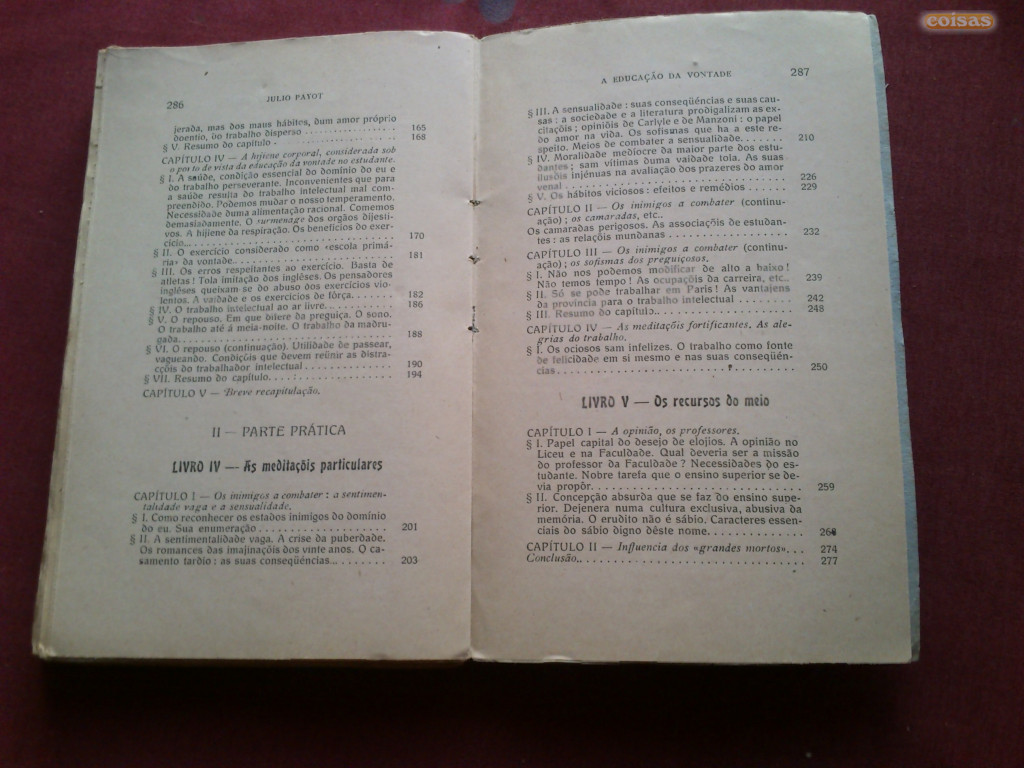 coisas
286 JULIO PAYOT
jerada, mas dos maus hábitos, dum amor próprio
doentio, do trabalho disperso . . . . . . . . . . . . . . . . 165
§ V. Resumo do capítulo . . . . . . . . . . . . . . . . . . 168
CAPÍTULO IV — A hijiene corporal, considerada sob
o ponto de vista da educação da vontade no estudante.
§ I. A saúde, condição essencial do domínio do eu e
do trabalho perseverante. Inconvenientes que para
a saúde resulta do trabalho intelectual mal com-
preendido. Podemos mudar o nosso temperamento.
Necessidade duma alimentação racional. Comemos
demasiadamente. O surmenage dos orgãos dijesti-
vos. A hijiene da respiração. Os benefícios do exer-
cício... . . . . . . . . . . . . . . . . . . . . . . . . . . . . 170
§ II. O exercício considerado como «escola primá-
ria» da vontade. . . . . . . . . . . . . . . . . . . . . . . 181
§ III. Os erros respeitantes ao exercício. Basta de
atletas! Tola imitação dos inglêses. Os pensadores
inglêses queixam se do abuso dos exercícios vio-
lentos. A vaidade e os exercícios de fôrça. . . . . . 182
§ IV. O trabalho intelectual ao ar livre. . . . . . . . . 186
§ V. O repouso. Em que difere da preguiça. O sono.
O trabalho até á meia-noite. O trabalho da madru-
gada. . . . . . . . . . . . . . . . . . . . . . . . . . . . . . 188
§ VI. O repouso (continuação). Utilidade de passear,
vagueando. Condiçõis que devem reünir as distra-
cçõis do trabalhador intelectual . . . . . . . . . . . . 190
§ VII. Resumo do capítulo. . . . . . . . . . . . . . . . . 194
CAPÍTULO V — Breve recapitulação.
II — PARTE PRÁTICA
LIVRO IV — As meditaçõis particulares
CAPÍTULO I — Os inimigos a combater : a sentimen-
talidade vaga e a sensualidade.
§ I. Como reconhecer os estados inimigos do domínio
do eu. Sua enumeração . . . . . . . . . . . . . . . . . . 201
§ II. A sentimentalidade vaga. A crise da puberdade.
Os romances das imajinaçõis dos vinte anos. O ca-
samento tardio : as suas conseqüências... . . . . . . 203
A EDUCAÇÃO DA VONTADE 287
§ III. A sensualidade : suas conseqüéncias e suas cau-
sas : a sociedade e a literatura prodigalizam as ex-
citaçõis ; opiniõis de Carlyle e de Manzoni : o papel
do amor na vida. Os sofismas que ha a este re-
speito. Meios de combater a sensualidade. . . . . . . 210
§ IV. Moralidade mediocre da maior parte dos estu-
dantes ; sam vítimas duma vaidade tola. As suas
ilusõis injénuas na avaliação dos prazeres do amor
venal . . . . . . . . . . . . . . . . . . . . . . . . . . . . . 226
§ V. Os hábitos viciosos : efeitos e remédios . . . . . . 229
CAPÍTULO II — Os inimigos a combater (continu-
ação) ; os camaradas, etc..
Os camaradas perigosos. As associaçõis de estudan-
tes : as relaçõis mundanas . . . . . . . . . . . . . . . . 232
CAPÍTULO III — Os inimigos a combater (continu-
ação) ; os sofismas dos preguiçosos.
§ I. Não nos podemos modificar de alto a baixo!
Não temos tempo! As ocupaçõis da carreira, etc.. 239
§ II. Só se pode trabalhar em Paris! As vantajens
da província para o trabalho intelectual . . . . . . . 242
§ III. Resumo do capítulo.. . . . . . . . . . . . . . . . . 248
CAPÍTULO IV — As meditaçõis fortificantes. As ale-
grias do trabalho.
§ I. Os ociosos sam infelizes. O trabalho como fonte
de felicidade em si mesmo e nas suas conseqüén-
cias . . . . . . . . . . . . . . . . . . . . . . . . . . . . . . 250
LIVRO V — Os recursos do meio
CAPÍTULO I — A opinião, os professores.
§ I. Papel capital do desejo de elojios. A opinião no
Liceu e na Faculdade. Qual deveria ser a missão
do professor da Faculdade? Necessidades do es-
tudante. Nobre tarefa que o ensino superior se de-
via propôr. . . . . . . . . . . . . . . . . . . . . . . . . . 259
§ II. Concepção absurda que se faz do ensino supe-
rior. Dejenera numa cultura exclusiva, abusiva da
memória. O erudito não é sábio. Caracteres essen-
ciais do sábio digno dêste nome. . . . . . . . . . . . .
CAPÍTULO II — Influencia dos «grandes mortos». . . 274
Conclusão.. . . . . . . . . . . . . . . . . . . . . . . . . . 277